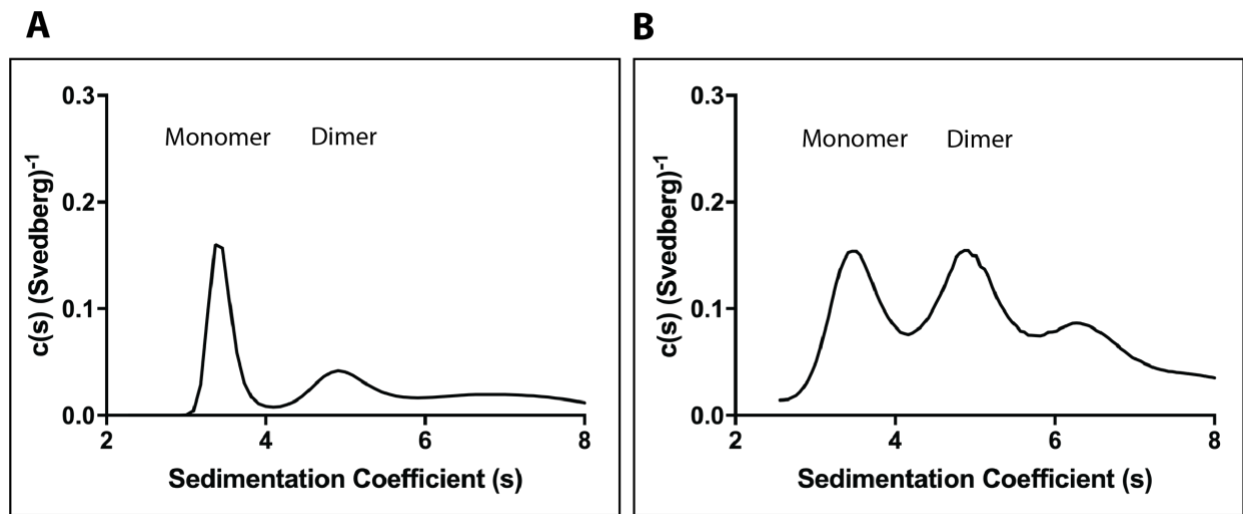 A
0.3
0.2
0.1
0.0
c(s) (Svedberg)-1
Monomer Dimer
2 4 6 8
Sedimentation Coefficient (s)
B
0.3
0.2
0.1
0.0
c(s) (Svedberg)-1
Monomer Dimer
2 4 6 8
Sedimentation Coefficient (s)